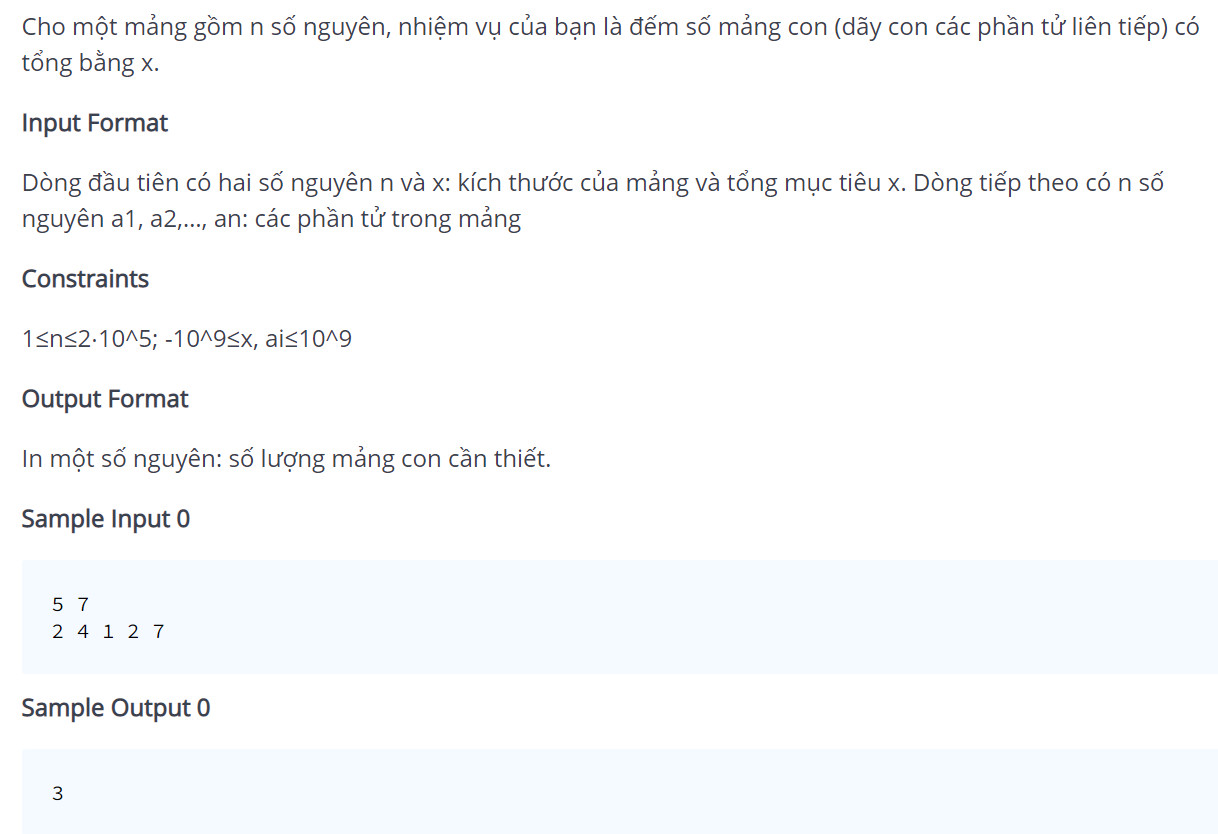 Cho một mảng gồm n số nguyên, nhiệm vụ của bạn là đếm số mảng con (dãy con các phần tử liên tiếp) có
tổng bằng x.
Input Format
Dòng đầu tiên có hai số nguyên n và x: kích thước của mảng và tổng mục tiêu x. Dòng tiếp theo có n số
nguyên a1, a2,..., an: các phần tử trong mảng
Constraints
1≤n≤2⋅10^5; -10^9≤x, ai≤10^9
Output Format
In một số nguyên: số lượng mảng con cần thiết.
Sample Input 0
5 7
2 4 1 2 7
Sample Output 0
3